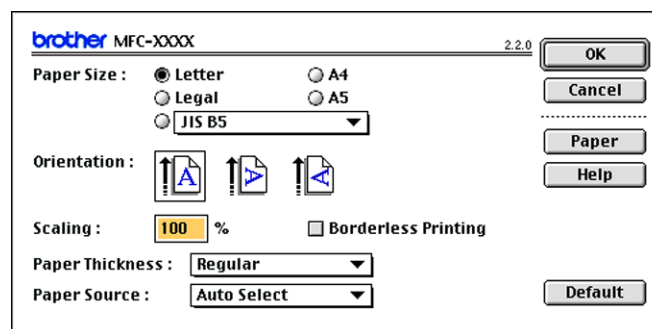 brother MFC-XXXX 2.2.0
OK
Paper Size : Letter A4
Cancel
Legal A5
JIS B5
Paper
Orientation : A A A
Help
Scaling : 100 % Borderless Printing
Paper Thickness : Regular
Paper Source : Auto Select
Default